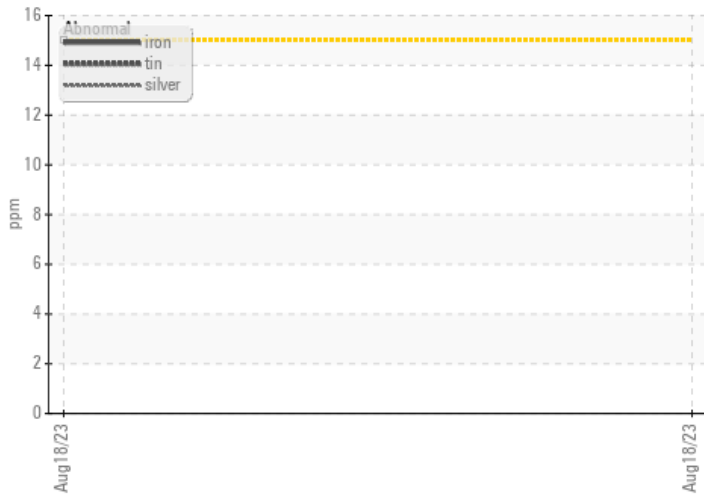 16
14
12
10
8
6
4
2
0
ppm
Abnormal
iron
tin
silver
Aug18/23
Aug18/23